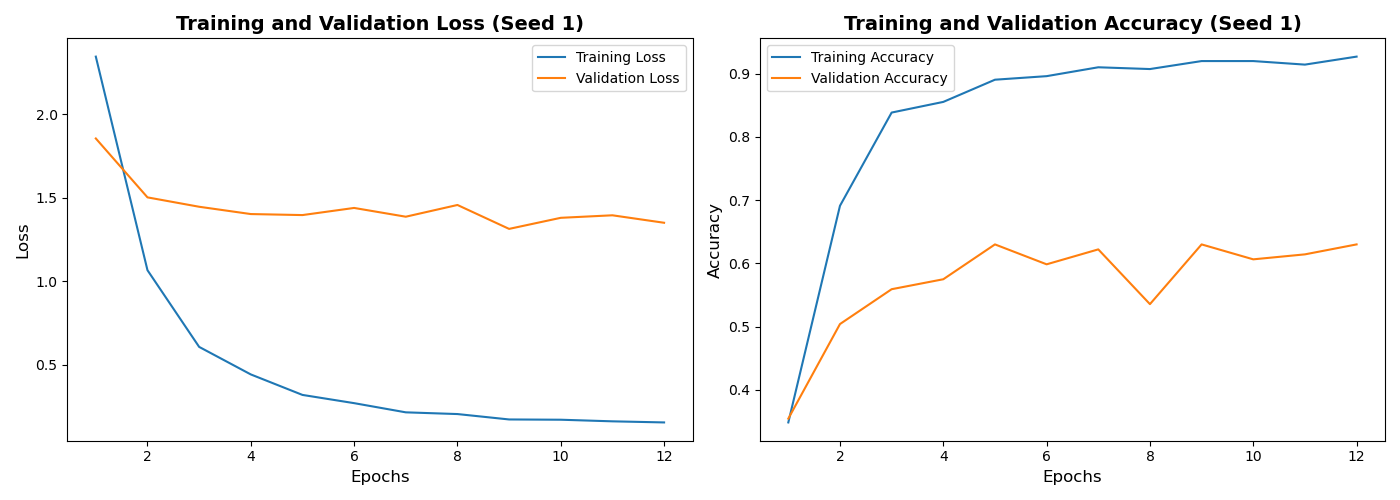 Training and Validation Loss (Seed 1)
Training Loss
Validation Loss
2.0
1.5
1.0
0.5
Loss
2 4 6 8 10 12
Epochs
Training and Validation Accuracy (Seed 1)
Training Accuracy
Validation Accuracy
0.9
0.8
0.7
0.6
0.5
0.4
Accuracy
2 4 6 8 10 12
Epochs